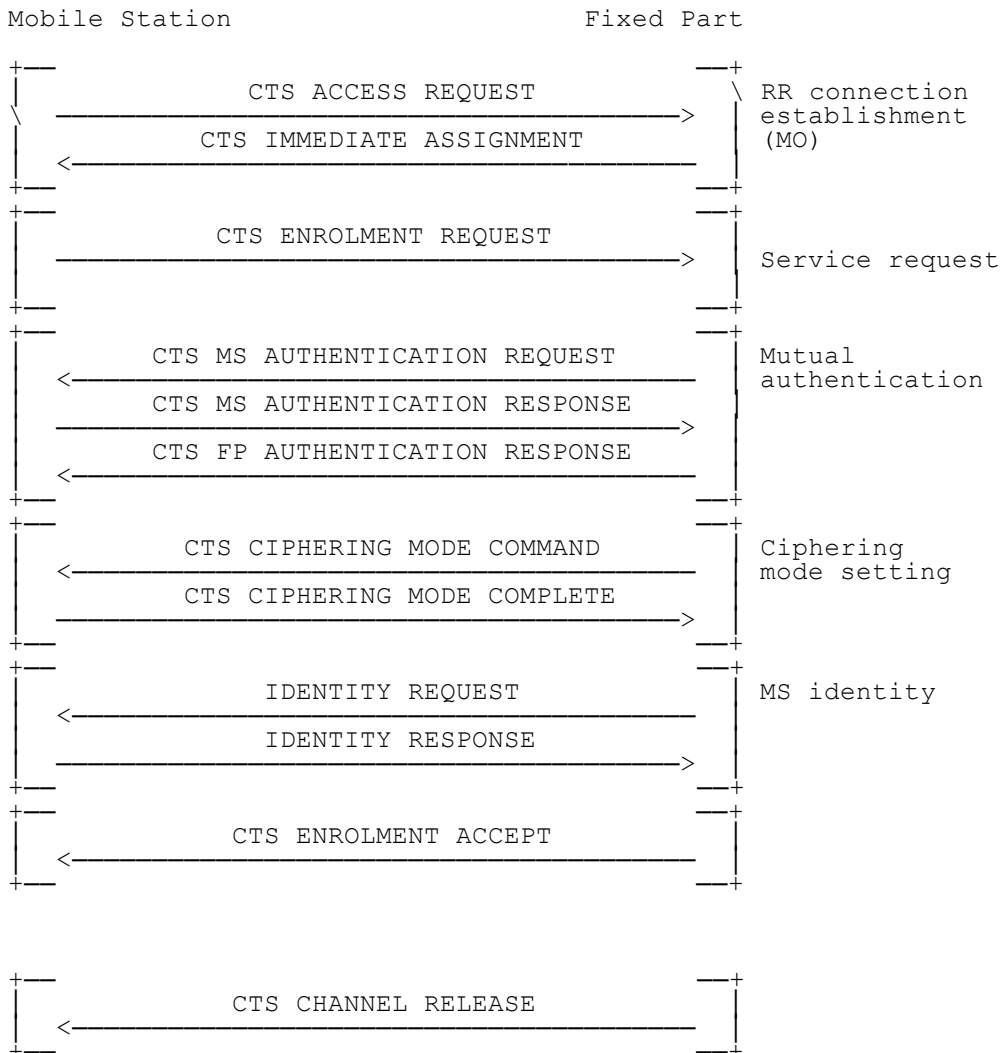 Mobile Station Fixed Part
CTS ACCESS REQUEST
RR connection
establishment
(MO)
CTS IMMEDIATE ASSIGNMENT
CTS ENROLMENT REQUEST
Service request
CTS MS AUTHENTICATION REQUEST
Mutual
authentication
CTS MS AUTHENTICATION RESPONSE
CTS FP AUTHENTICATION RESPONSE
CTS CIPHERING MODE COMMAND
Ciphering
mode setting
CTS CIPHERING MODE COMPLETE
IDENTITY REQUEST
MS identity
IDENTITY RESPONSE
CTS ENROLMENT ACCEPT
CTS CHANNEL RELEASE